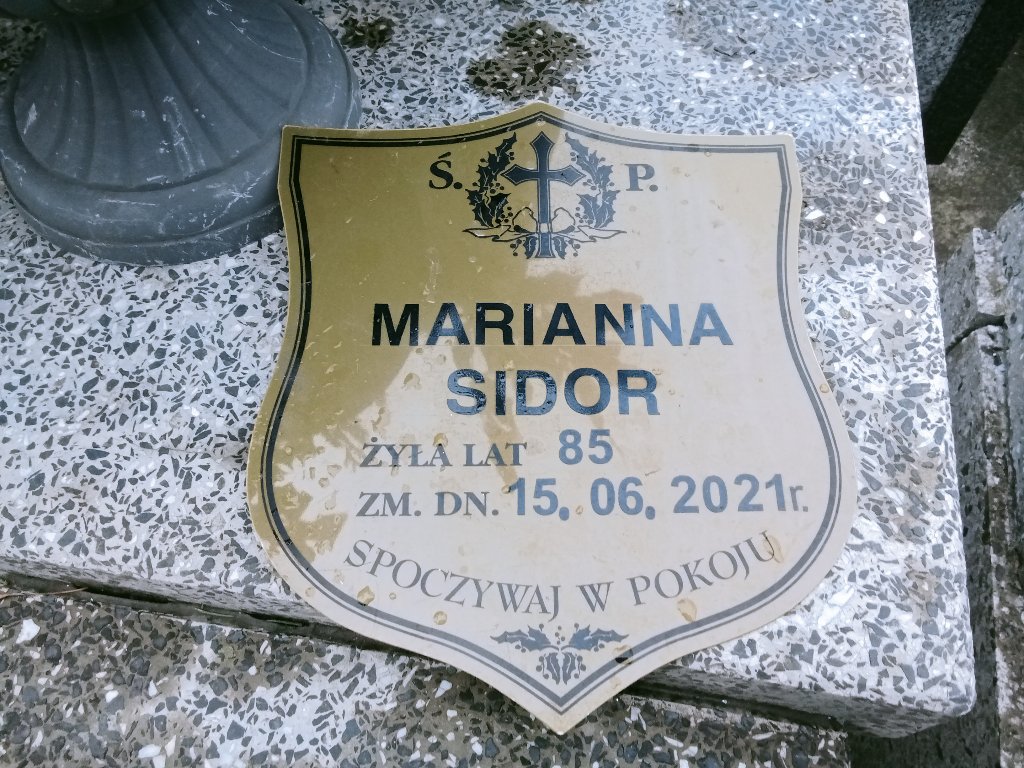 Ś. P.
MARIANNA
SIDOR
ŻYŁA LAT 85
ZM. DN. 15. 06. 2021r.
SPOCZYWAJ W POKOJU